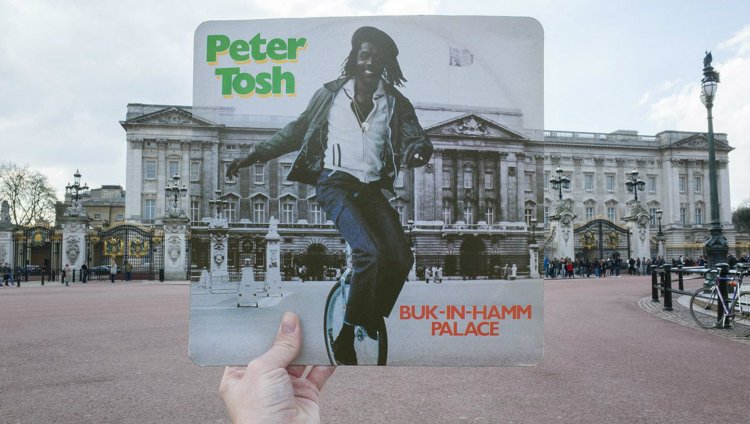 Peter
Tosh
BUK-IN-HAMM
PALACE